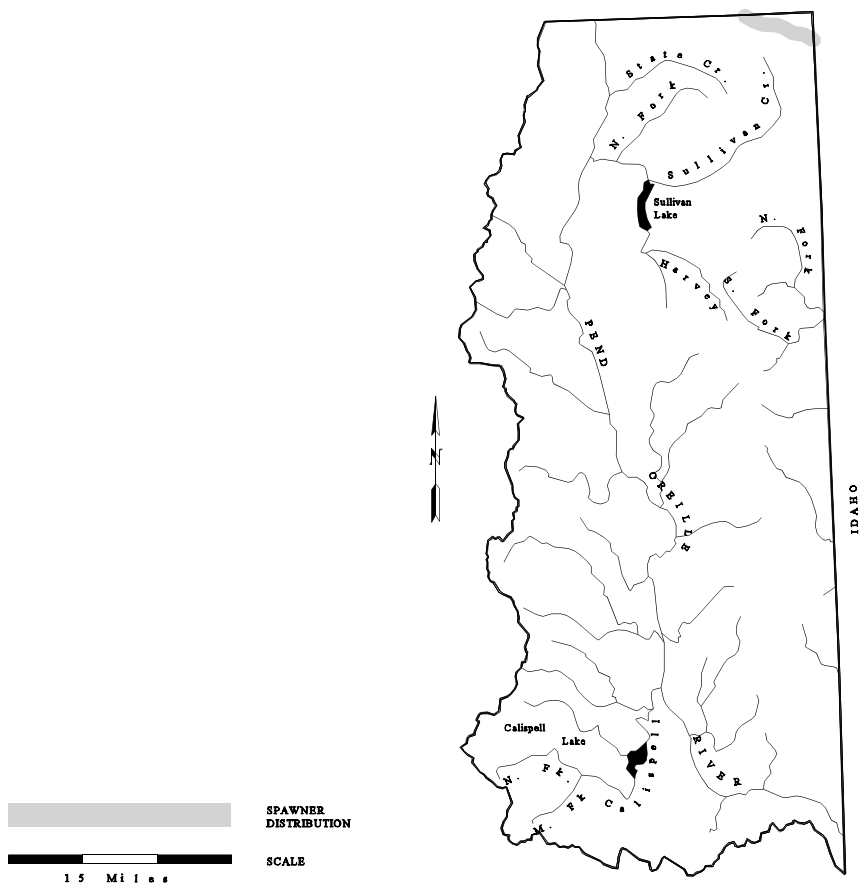 State Cr.
N. Fork
Sullivan Cr.
Sullivan
Lake
N. Fork
Harvey
S. Fork
PEND
N
OREILLE
IDAHO
Calispell
Lake
N. Fk.
M. Fk Calispell
RIVER
SPAWNER
DISTRIBUTION
SCALE
15 Miles